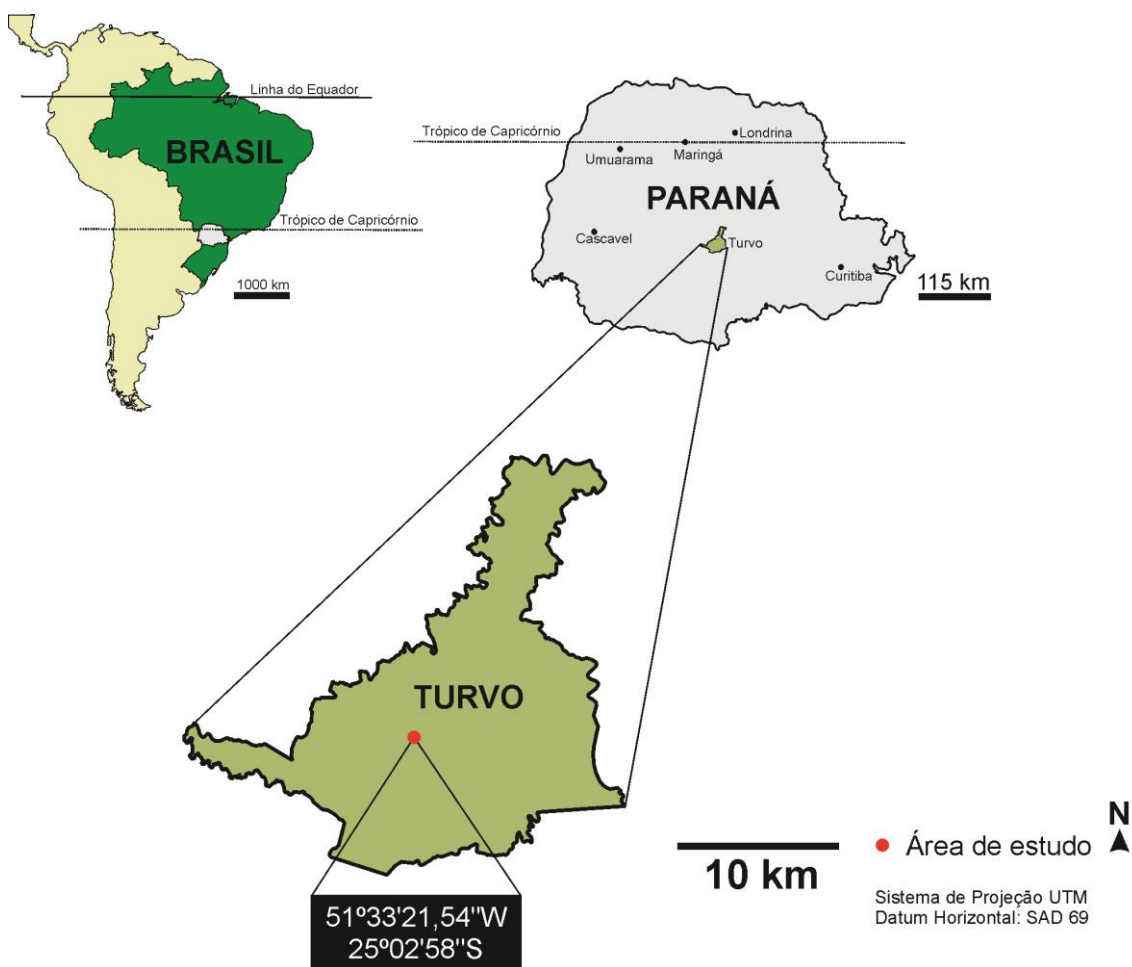 Linha do Equador
BRASIL
Trópico de Capricórnio
1000 km
Trópico de Capricórnio
Londrina
Maringá
Umuarama
PARANÁ
Cascavel
Turvo
Curitiba
115 km
TURVO
51º33'21,54"W
25º02'58"S
10 km
N
Área de estudo
Sistema de Projeção UTM
Datum Horizontal: SAD 69